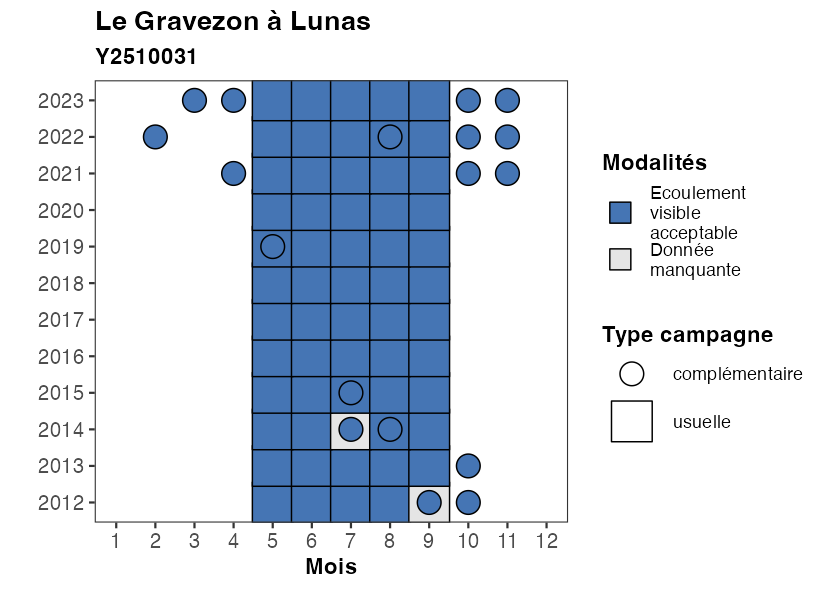 Le Gravezon à Lunas
Y2510031
2023
2022
2021
2020
2019
2018
2017
2016
2015
2014
2013
2012
1 2 3 4 5 6 7 8 9 10 11 12
Mois
Modalités
Ecoulement
visible
acceptable
Donnée
manquante
Type campagne
complémentaire
usuelle